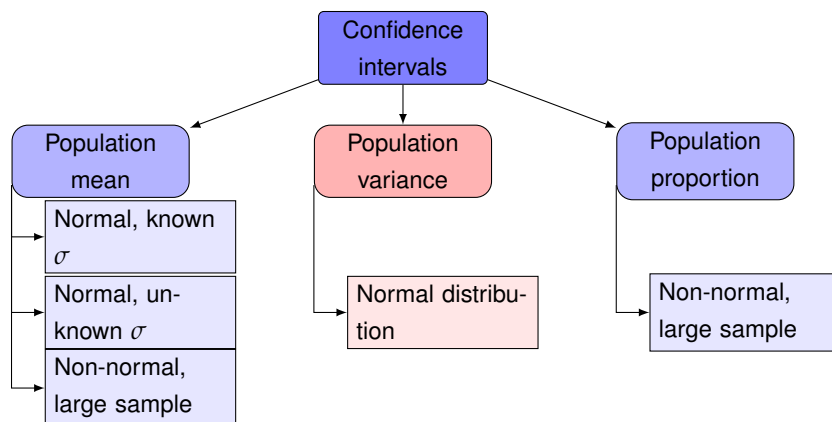 Confidence
intervals
Population
mean
Population
variance
Population
proportion
Normal, known
σ
Normal, un-
known σ
Non-normal,
large sample
Normal distribu-
tion
Non-normal,
large sample